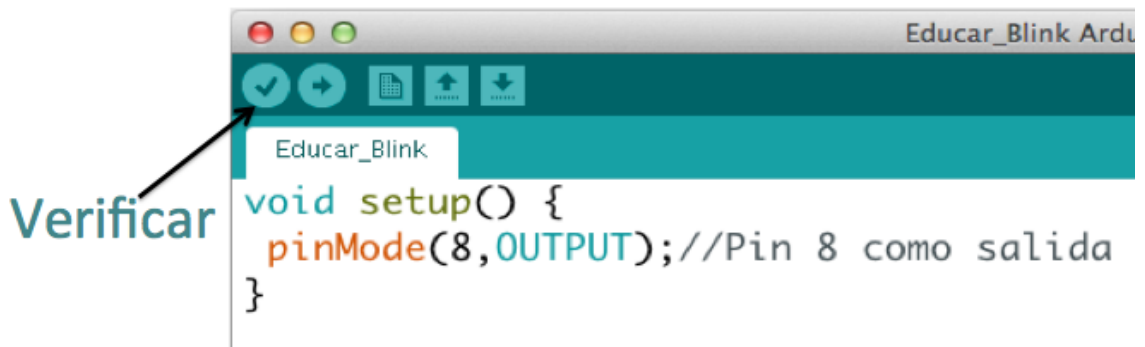 Educar_Blink Ardu
Educar_Blink
Verificar
void setup() {
pinMode(8,OUTPUT);//Pin 8 como salida
}